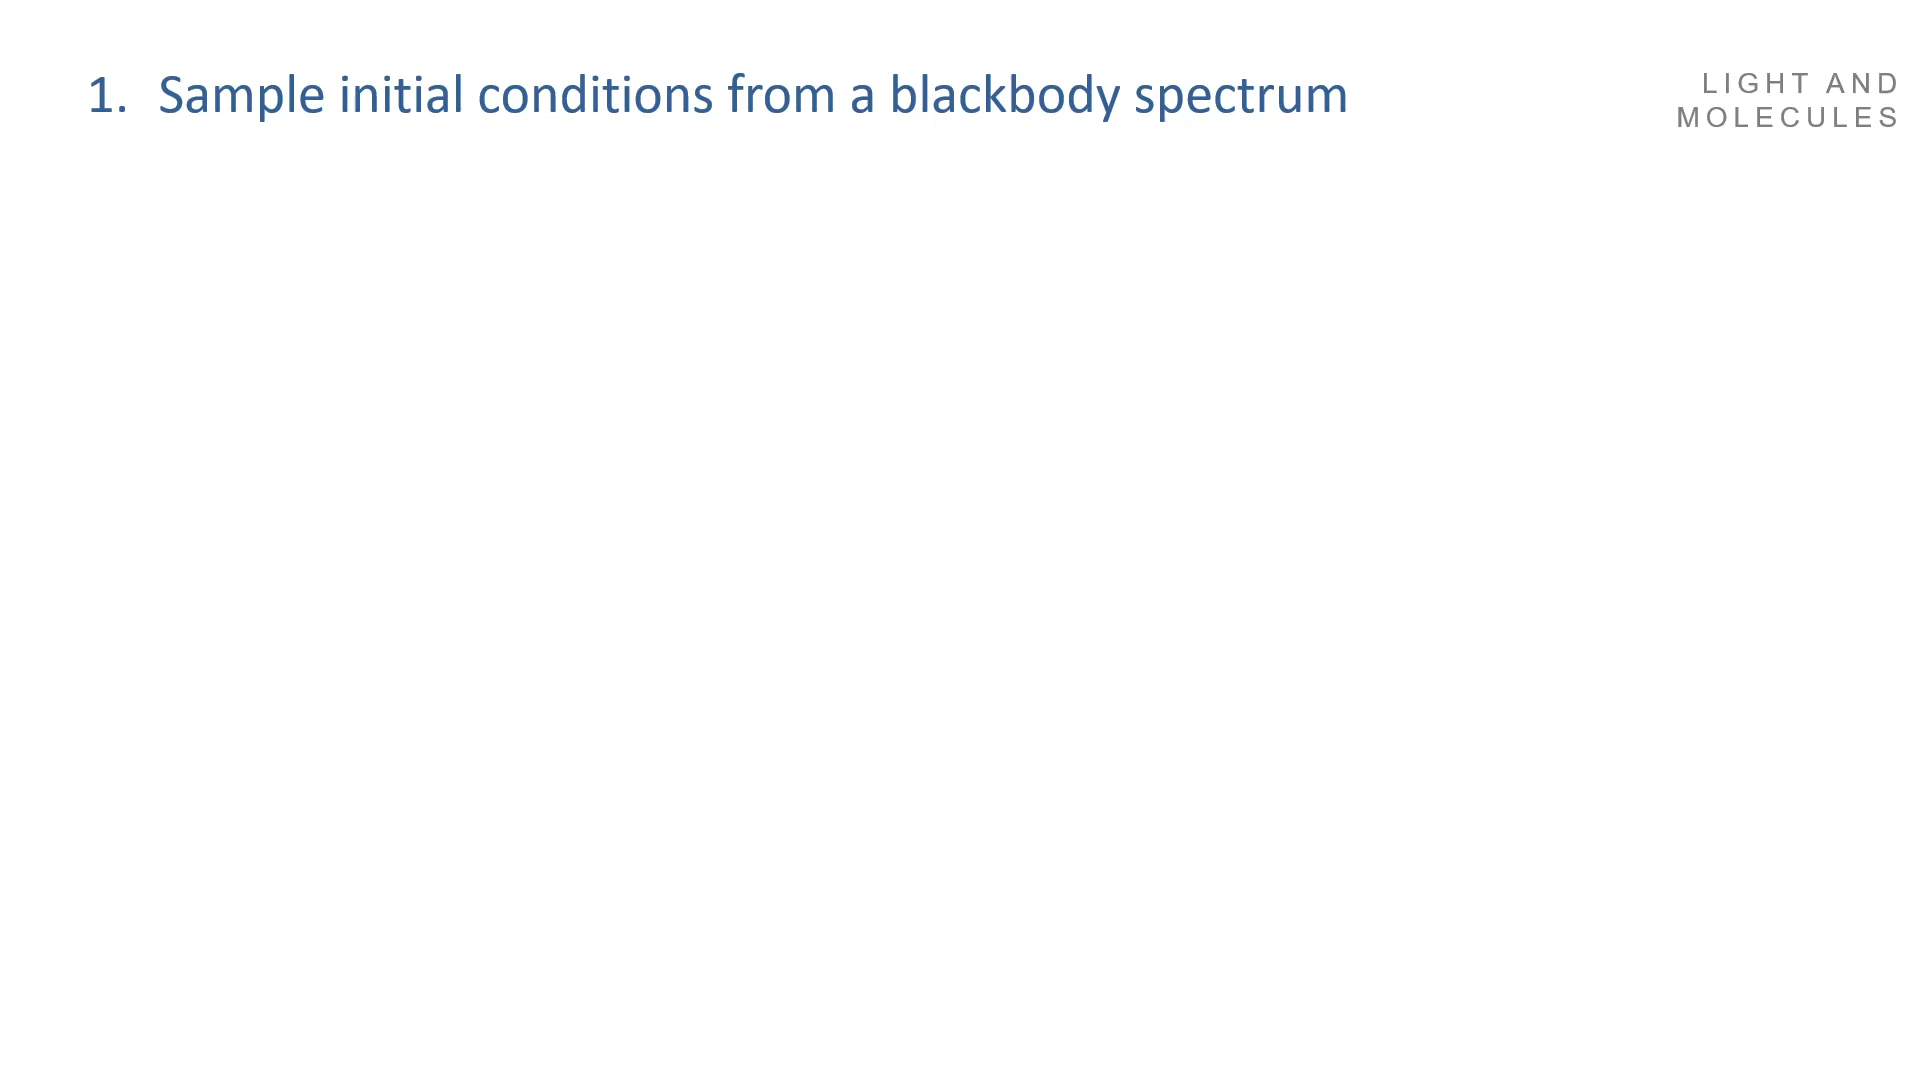 1. Sample initial conditions from a blackbody spectrum
LIGHT AND
MOLECULES